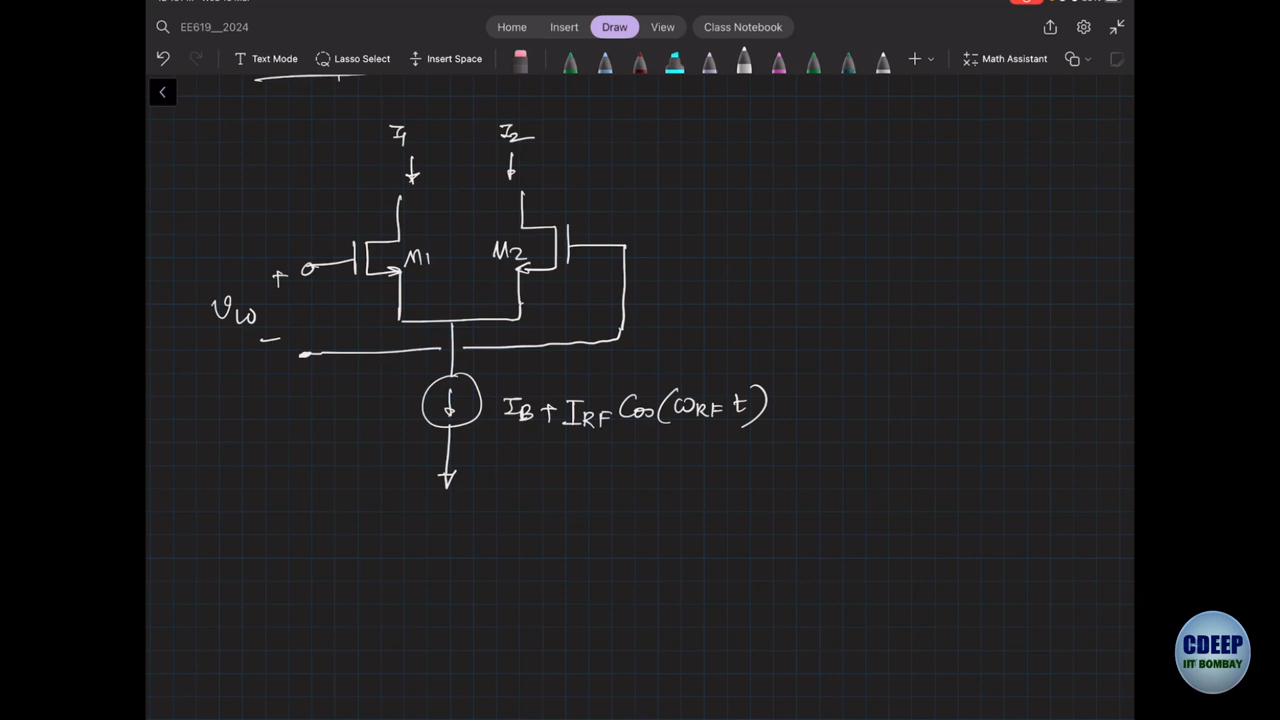 EE619__2024
Home Insert Draw View Class Notebook
Text Mode Lasso Select Insert Space Math Assistant
I1 I2
M1 M2
+
VLO
-
IB + IRF Cos(ωRF t)
CDEEP
IIT BOMBAY